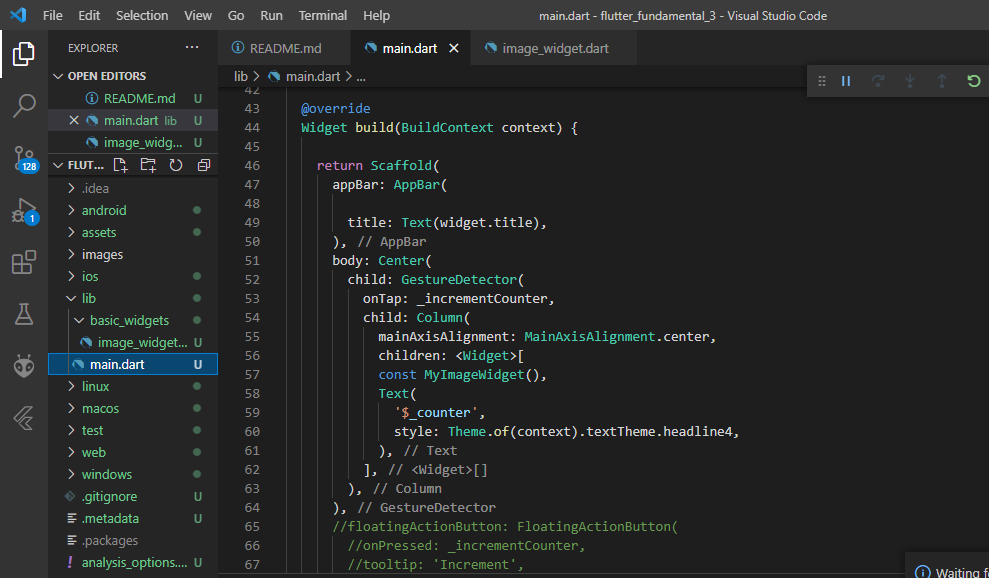 File Edit Selection View Go Run Terminal Help main.dart - flutter_fundamental_3 - Visual Studio Code
EXPLORER ...
README.md
main.dart
image_widget.dart
OPEN EDITORS
README.md U
main.dart lib U
image_widg... U
128
FLUT...
.idea
1
android
assets
images
ios
lib
basic_widgets
image_widget... U
main.dart U
linux
macos
test
web
windows
.gitignore U
.metadata U
.packages
analysis_options.... U
lib > main.dart > ...
42
43 @override
44 Widget build(BuildContext context) {
45
46 return Scaffold(
47 appBar: AppBar(
48
49 title: Text(widget.title),
50 ), // AppBar
51 body: Center(
52 child: GestureDetector(
53 onTap: _incrementCounter,
54 child: Column(
55 mainAxisAlignment: MainAxisAlignment.center,
56 children: <Widget>[
57 const MyImageWidget(),
58 Text(
59 '$_counter',
60 style: Theme.of(context).textTheme.headline4,
61 ), // Text
62 ], // <Widget>[]
63 ), // Column
64 ), // GestureDetector
65 //floatingActionButton: FloatingActionButton(
66 //onPressed: _incrementCounter,
67 //tooltip: 'Increment',
Waiting